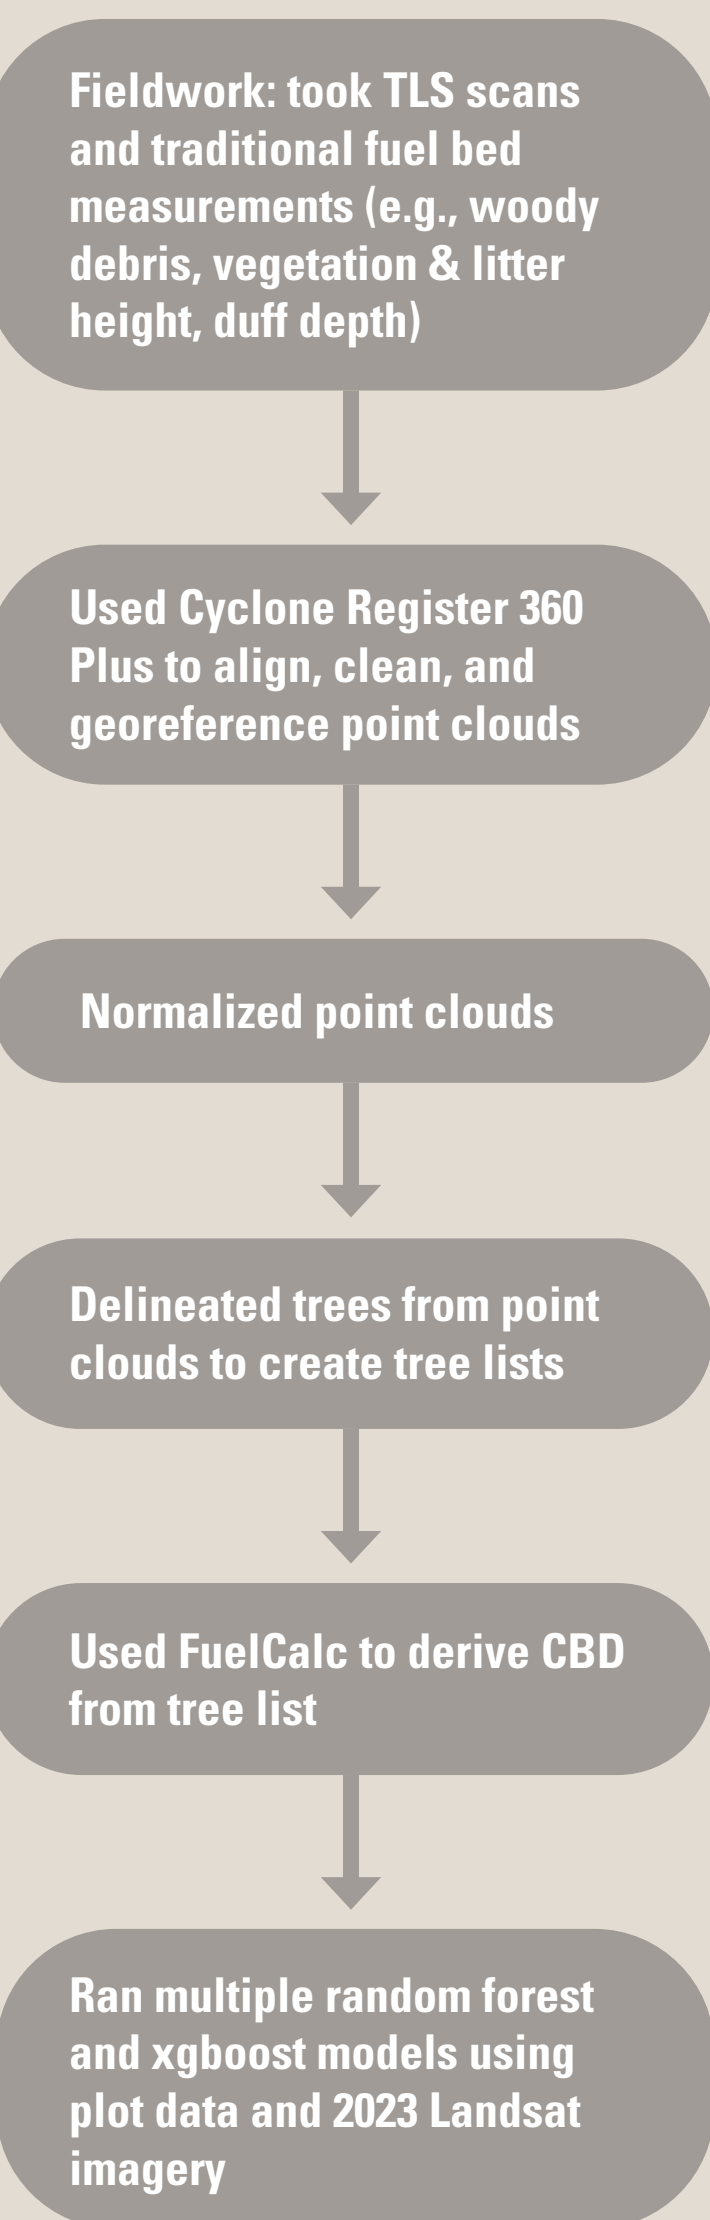 Fieldwork: took TLS scans
and traditional fuel bed
measurements (e.g., woody
debris, vegetation & litter
height, duff depth)
Used Cyclone Register 360
Plus to align, clean, and
georeference point clouds
Normalized point clouds
Delineated trees from point
clouds to create tree lists
Used FuelCalc to derive CBD
from tree list
Ran multiple random forest
and xgboost models using
plot data and 2023 Landsat
imagery